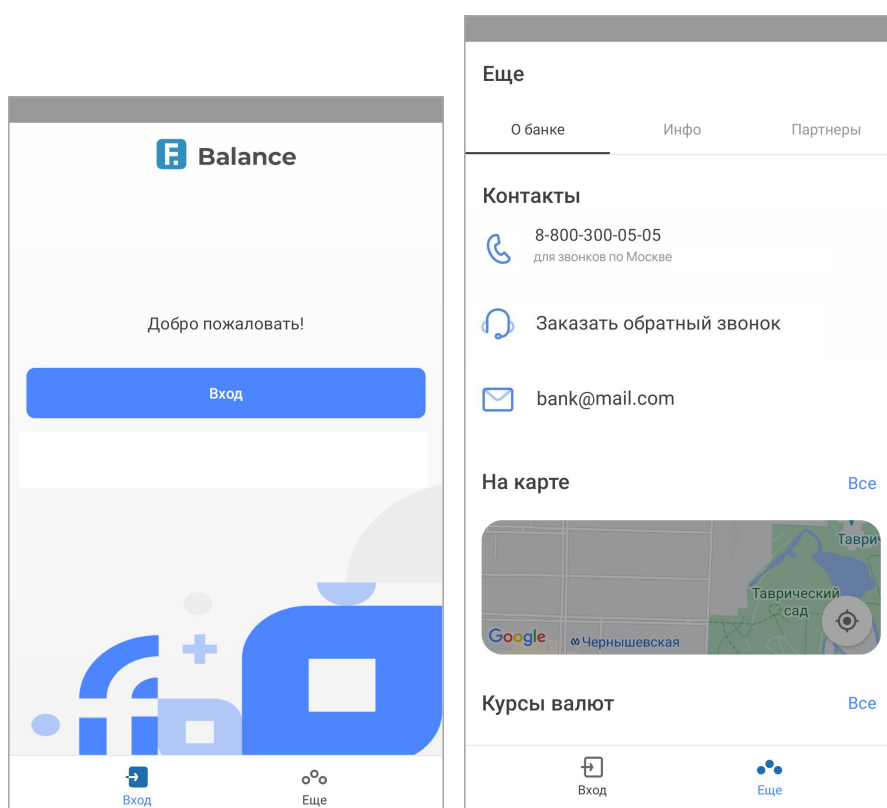 Balance
Добро пожаловать!
Вход
Вход
Еще
Еще
О банке
Инфо
Партнеры
Контакты
8-800-300-05-05
для звонков по Москве
Заказать обратный звонок
bank@mail.com
На карте
Все
Таврический
сад
Google
Чернышевская
Курсы валют
Все
Вход
Еще